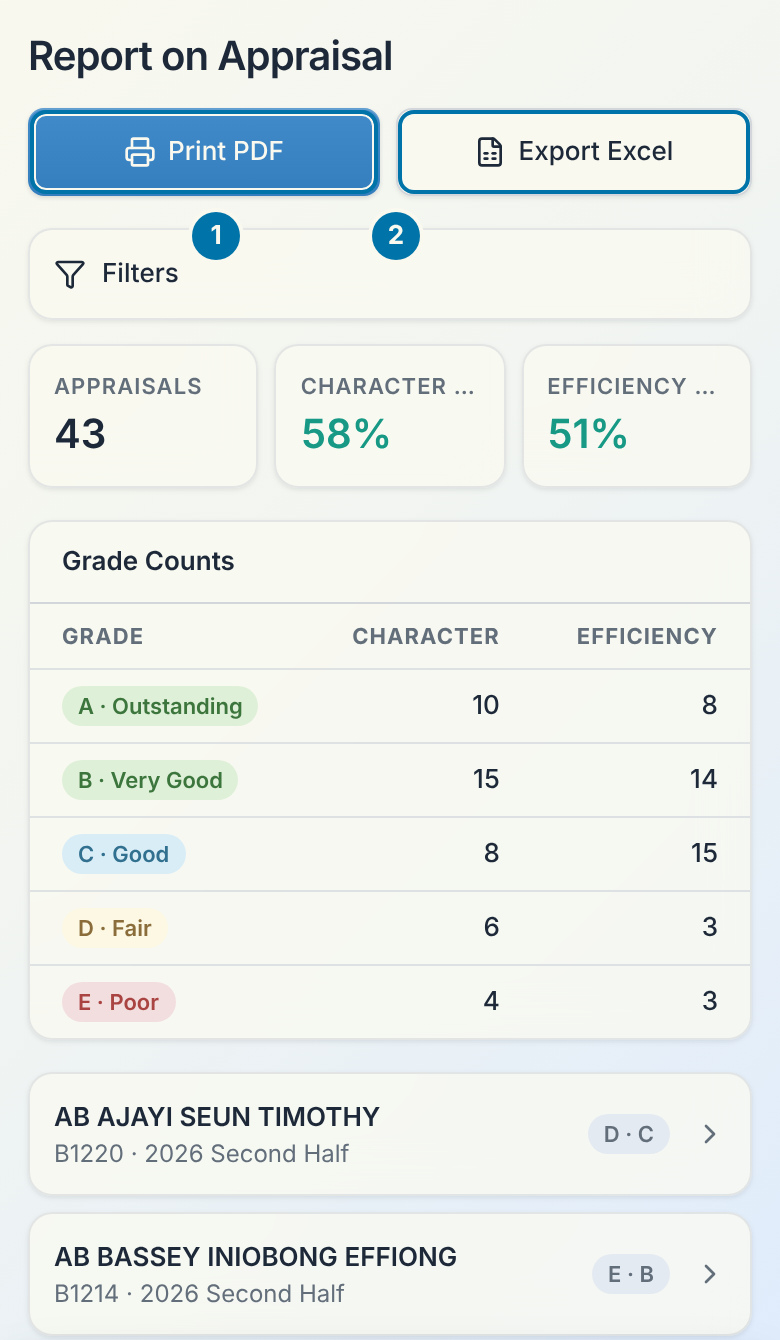 Report on Appraisal
Print PDF
Export Excel
1
2
Filters
APPRAISALS
43
CHARACTER ...
58%
EFFICIENCY ...
51%
Grade Counts
GRADE CHARACTER EFFICIENCY
A · Outstanding 10 8
B · Very Good 15 14
C · Good 8 15
D · Fair 6 3
E · Poor 4 3
AB AJAYI SEUN TIMOTHY
B1220 · 2026 Second Half
D · C
AB BASSEY INIOBONG EFFIONG
B1214 · 2026 Second Half
E · B